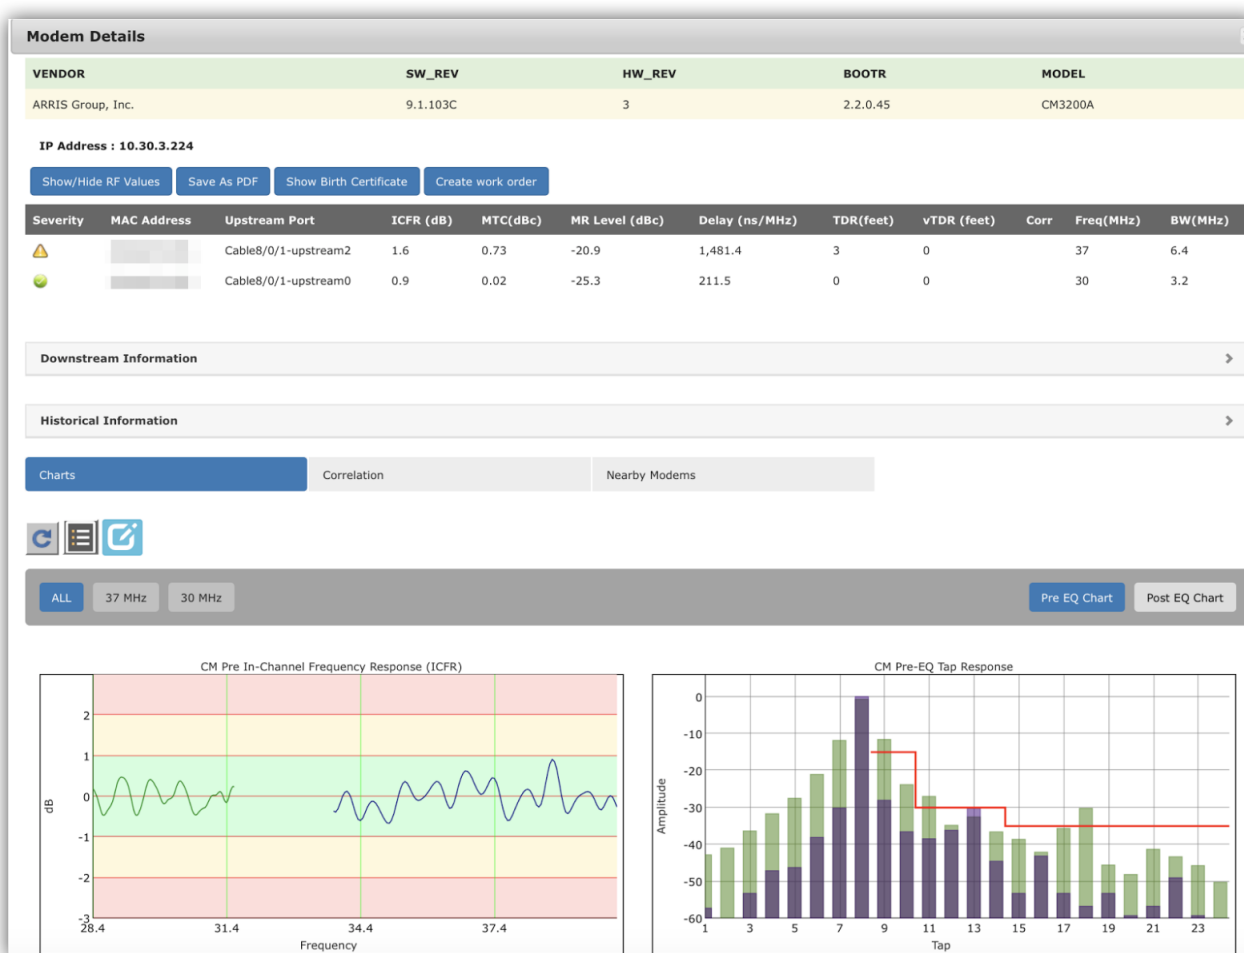 Modem Details
VENDOR SW_REV HW_REV BOOTR MODEL
ARRIS Group, Inc. 9.1.103C 3 2.2.0.45 CM3200A
IP Address : 10.30.3.224
Show/Hide RF Values Save As PDF Show Birth Certificate Create work order
Severity MAC Address Upstream Port ICFR (dB) MTC(dBc) MR Level (dBc) Delay (ns/MHz) TDR(feet) vTDR (feet) Corr Freq(MHz) BW(MHz)
Cable8/0/1-upstream2 1.6 0.73 -20.9 1,481.4 3 0 37 6.4
Cable8/0/1-upstream0 0.9 0.02 -25.3 211.5 0 0 30 3.2
Downstream Information
Historical Information
Charts Correlation Nearby Modems
ALL 37 MHz 30 MHz Pre EQ Chart Post EQ Chart
CM Pre In-Channel Frequency Response (ICFR)
2
1
0
-1
-2
-3
dB
28.4 31.4 34.4 37.4
Frequency
CM Pre-EQ Tap Response
0
-10
-20
-30
-40
-50
-60
Amplitude
1 3 5 7 9 11 13 15 17 19 21 23
Tap